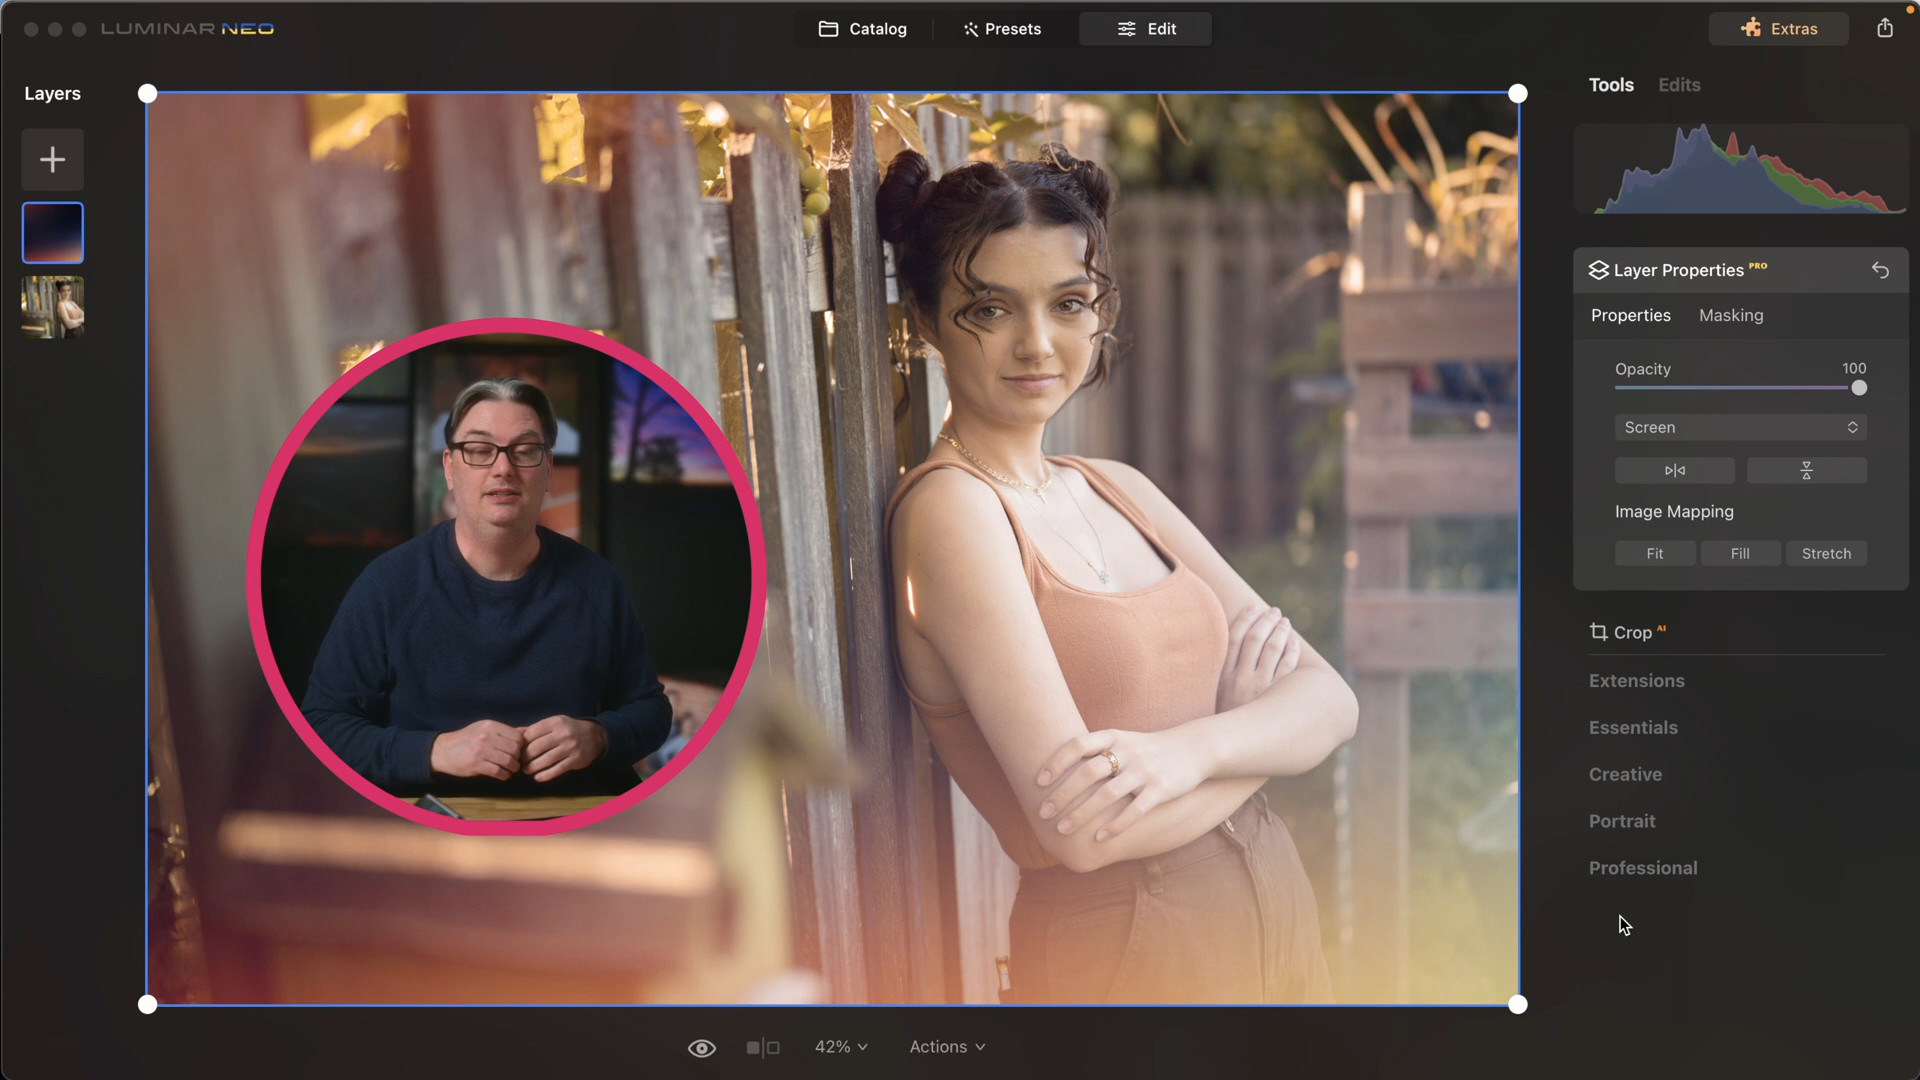 LUMINAR NEO
Catalog
Presets
Edit
Extras
Layers
Tools
Edits
Layer Properties PRO
Properties
Masking
Opacity
100
Screen
Image Mapping
Fit
Fill
Stretch
Crop AI
Extensions
Essentials
Creative
Portrait
Professional
42%
Actions